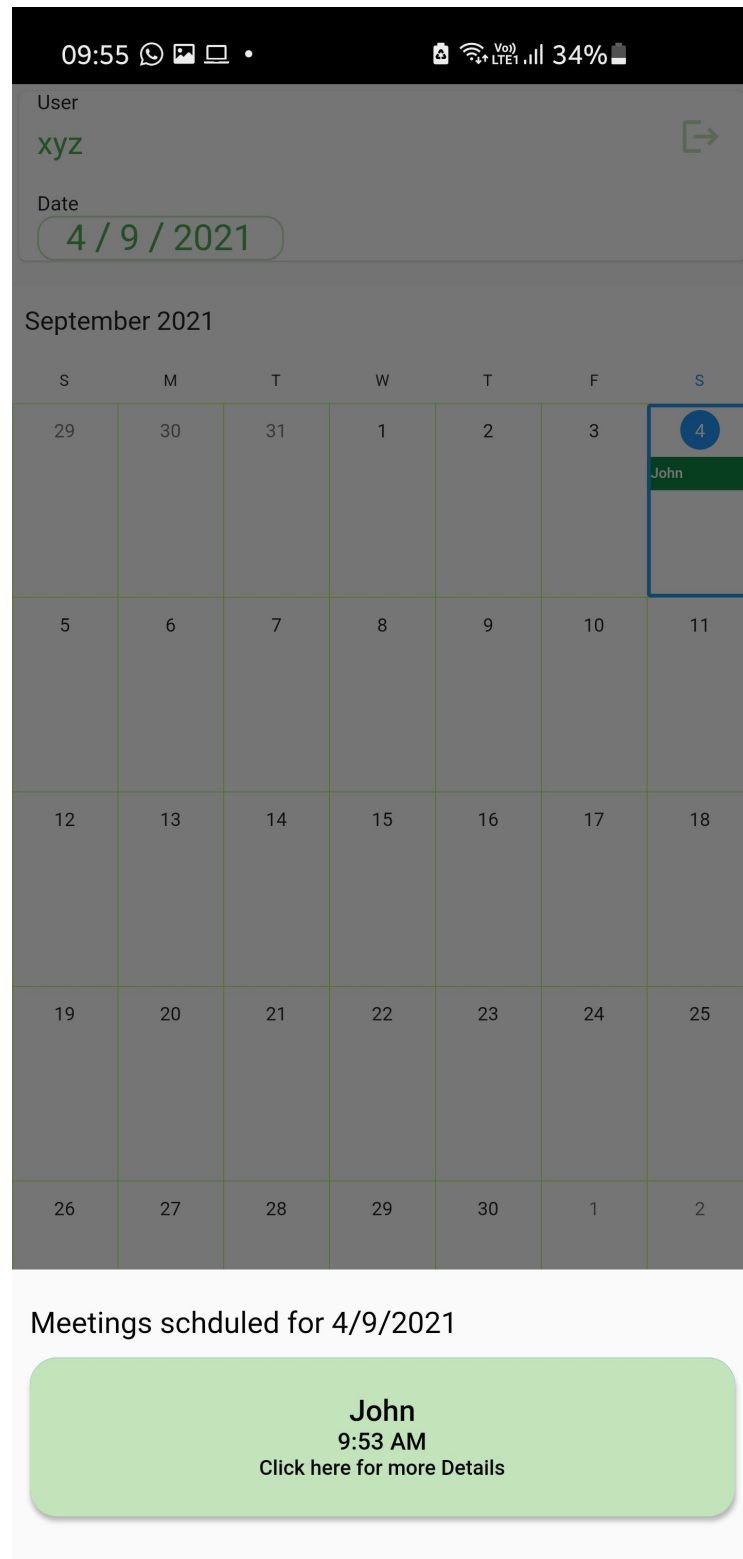 09:55 Vo)) LTE1 34%
User
xyz
Date
4 / 9 / 2021
September 2021
S M T W T F S
29 30 31 1 2 3 4
John
5 6 7 8 9 10 11
12 13 14 15 16 17 18
19 20 21 22 23 24 25
26 27 28 29 30 1 2
Meetings schduled for 4/9/2021
John
9:53 AM
Click here for more Details